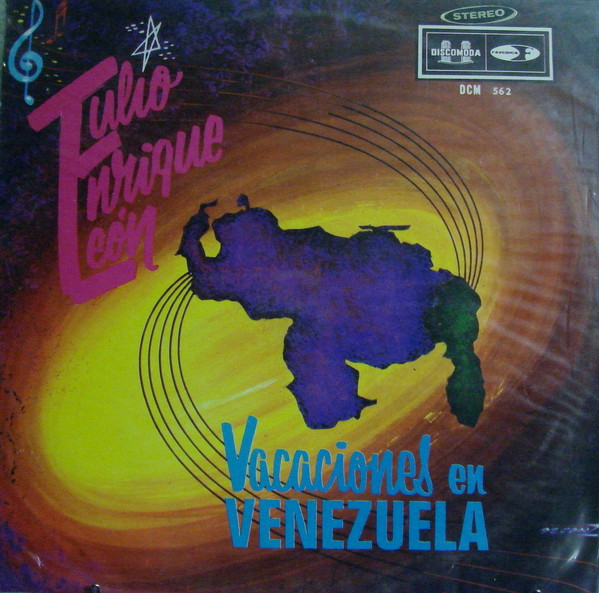 STEREO
DISCOMODA
DCM 562
Tulio
Enrique
León
Vacaciones en
VENEZUELA